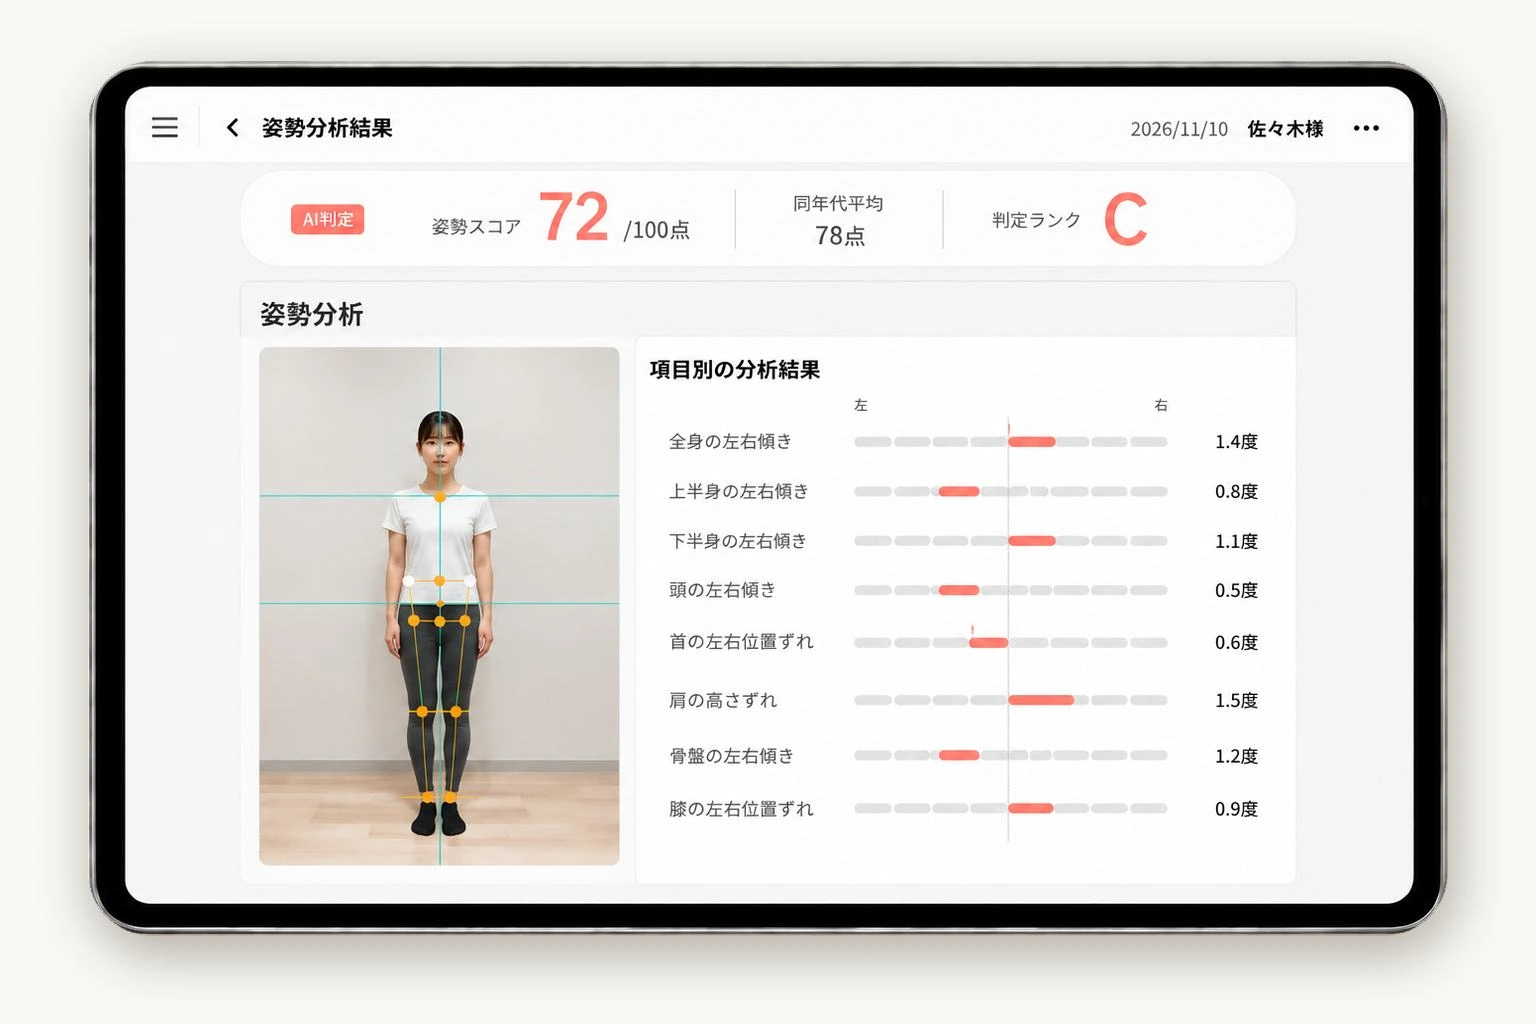 姿勢分析結果
2026/11/10 佐々木様
AI判定
姿勢スコア 72 /100点
同年代平均
78点
判定ランク C
姿勢分析
項目別の分析結果
左 右
全身の左右傾き 1.4度
上半身の左右傾き 0.8度
下半身の左右傾き 1.1度
頭の左右傾き 0.5度
首の左右位置ずれ 0.6度
肩の高さずれ 1.5度
骨盤の左右傾き 1.2度
膝の左右位置ずれ 0.9度